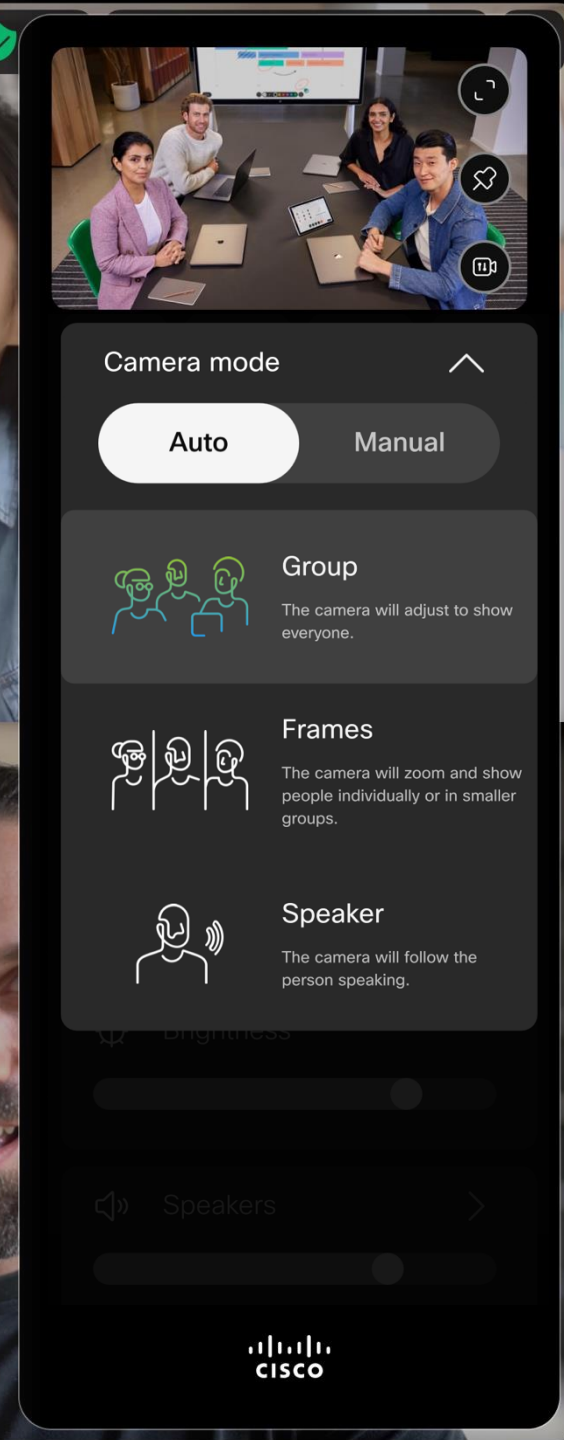 Camera mode
Auto
Manual
Group
The camera will adjust to show
everyone.
Frames
The camera will zoom and show
people individually or in smaller
groups.
Speaker
The camera will follow the
person speaking.
Brightness
Speakers
CISCO